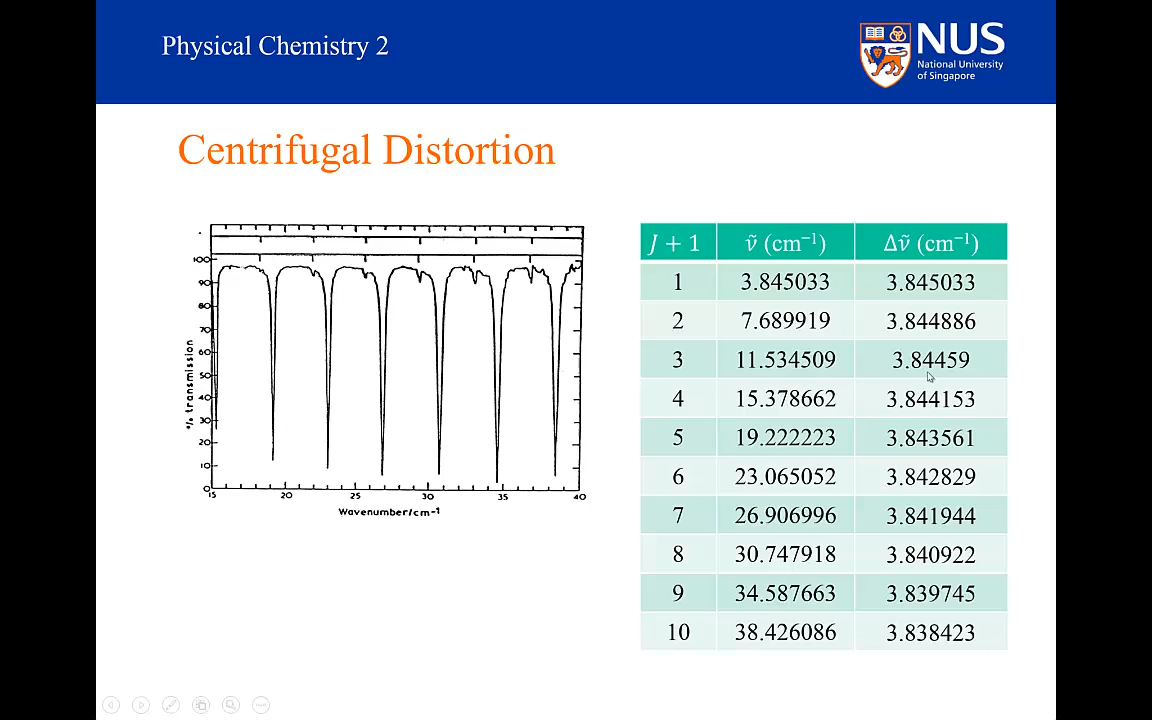 Physical Chemistry 2
NUS
National University
of Singapore
Centrifugal Distortion
100
90
80
70
60
50
40
30
20
10
0
% transmission
15 20 25 30 35 40
Wavenumber/cm⁻¹
J + 1 ν̃ (cm⁻¹) Δν̃ (cm⁻¹)
1 3.845033 3.845033
2 7.689919 3.844886
3 11.534509 3.84459
4 15.378662 3.844153
5 19.222223 3.843561
6 23.065052 3.842829
7 26.906996 3.841944
8 30.747918 3.840922
9 34.587663 3.839745
10 38.426086 3.838423